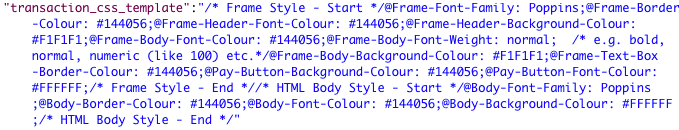 "transaction_css_template":"/* Frame Style - Start */@Frame-Font-Family: Poppins;@Frame-Border
-Colour: #144056;@Frame-Header-Font-Colour: #144056;@Frame-Header-Background-Colour:
#F1F1F1;@Frame-Body-Font-Colour: #144056;@Frame-Body-Font-Weight: normal;  /* e.g. bold,
normal, numeric (like 100) etc.*/@Frame-Body-Background-Colour: #F1F1F1;@Frame-Text-Box
-Border-Colour: #144056;@Pay-Button-Background-Colour: #144056;@Pay-Button-Font-Colour:
#FFFFFF;/* Frame Style - End *//* HTML Body Style - Start */@Body-Font-Family: Poppins
;@Body-Border-Colour: #144056;@Body-Font-Colour: #144056;@Body-Background-Colour: #FFFFFF
;/* HTML Body Style - End */"